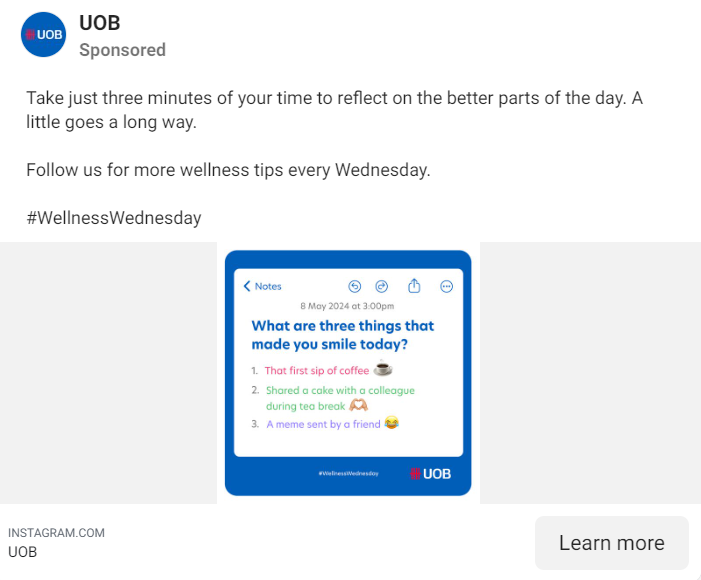 UOB
UOB
Sponsored
Take just three minutes of your time to reflect on the better parts of the day. A
little goes a long way.
Follow us for more wellness tips every Wednesday.
#WellnessWednesday
Notes
8 May 2024 at 3:00pm
What are three things that
made you smile today?
1. That first sip of coffee ☕
2. Shared a cake with a colleague
during tea break 🫶
3. A meme sent by a friend 😂
#WellnessWednesday
UOB
INSTAGRAM.COM
UOB
Learn more